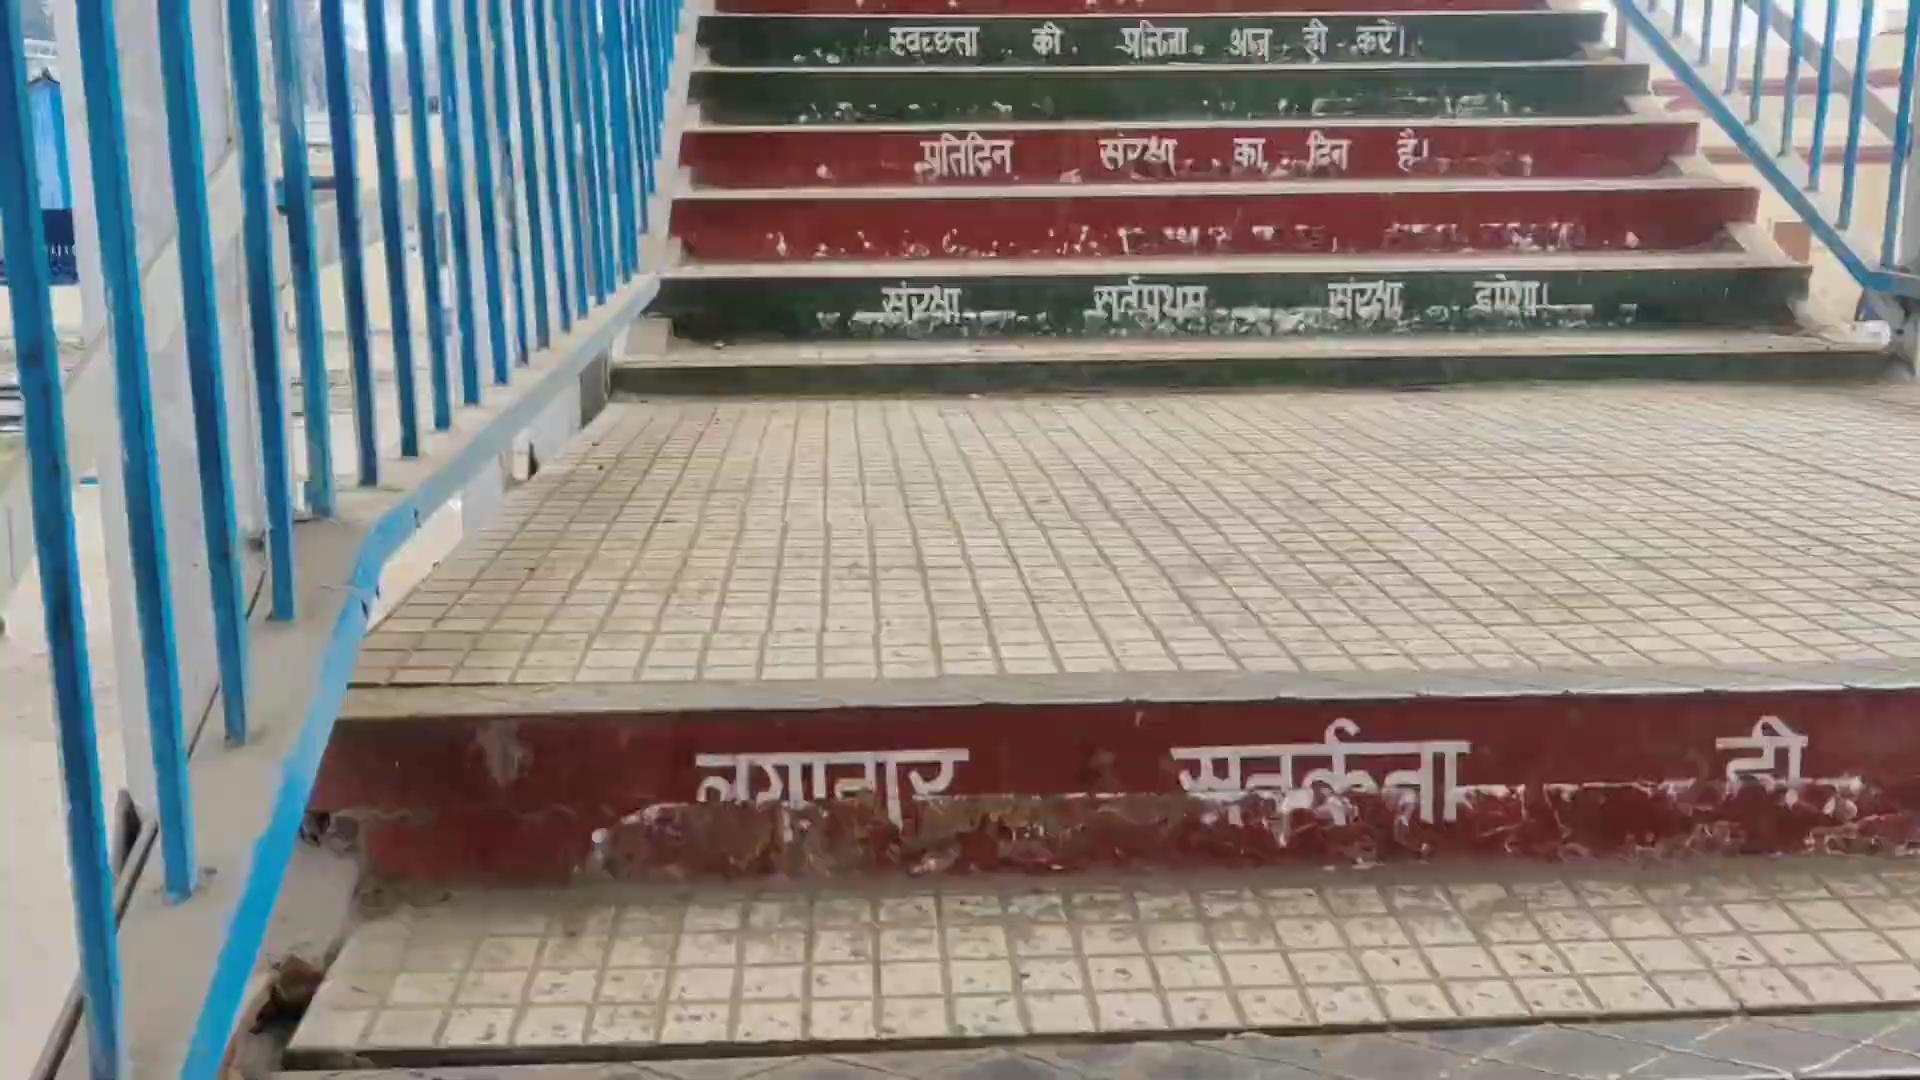 स्वच्छता की प्रतिज्ञा आज ही करें।
प्रतिदिन संरक्षा का दिन है।
संरक्षा सर्वप्रथम संरक्षा हमेशा।
लगातार सतर्कता ही